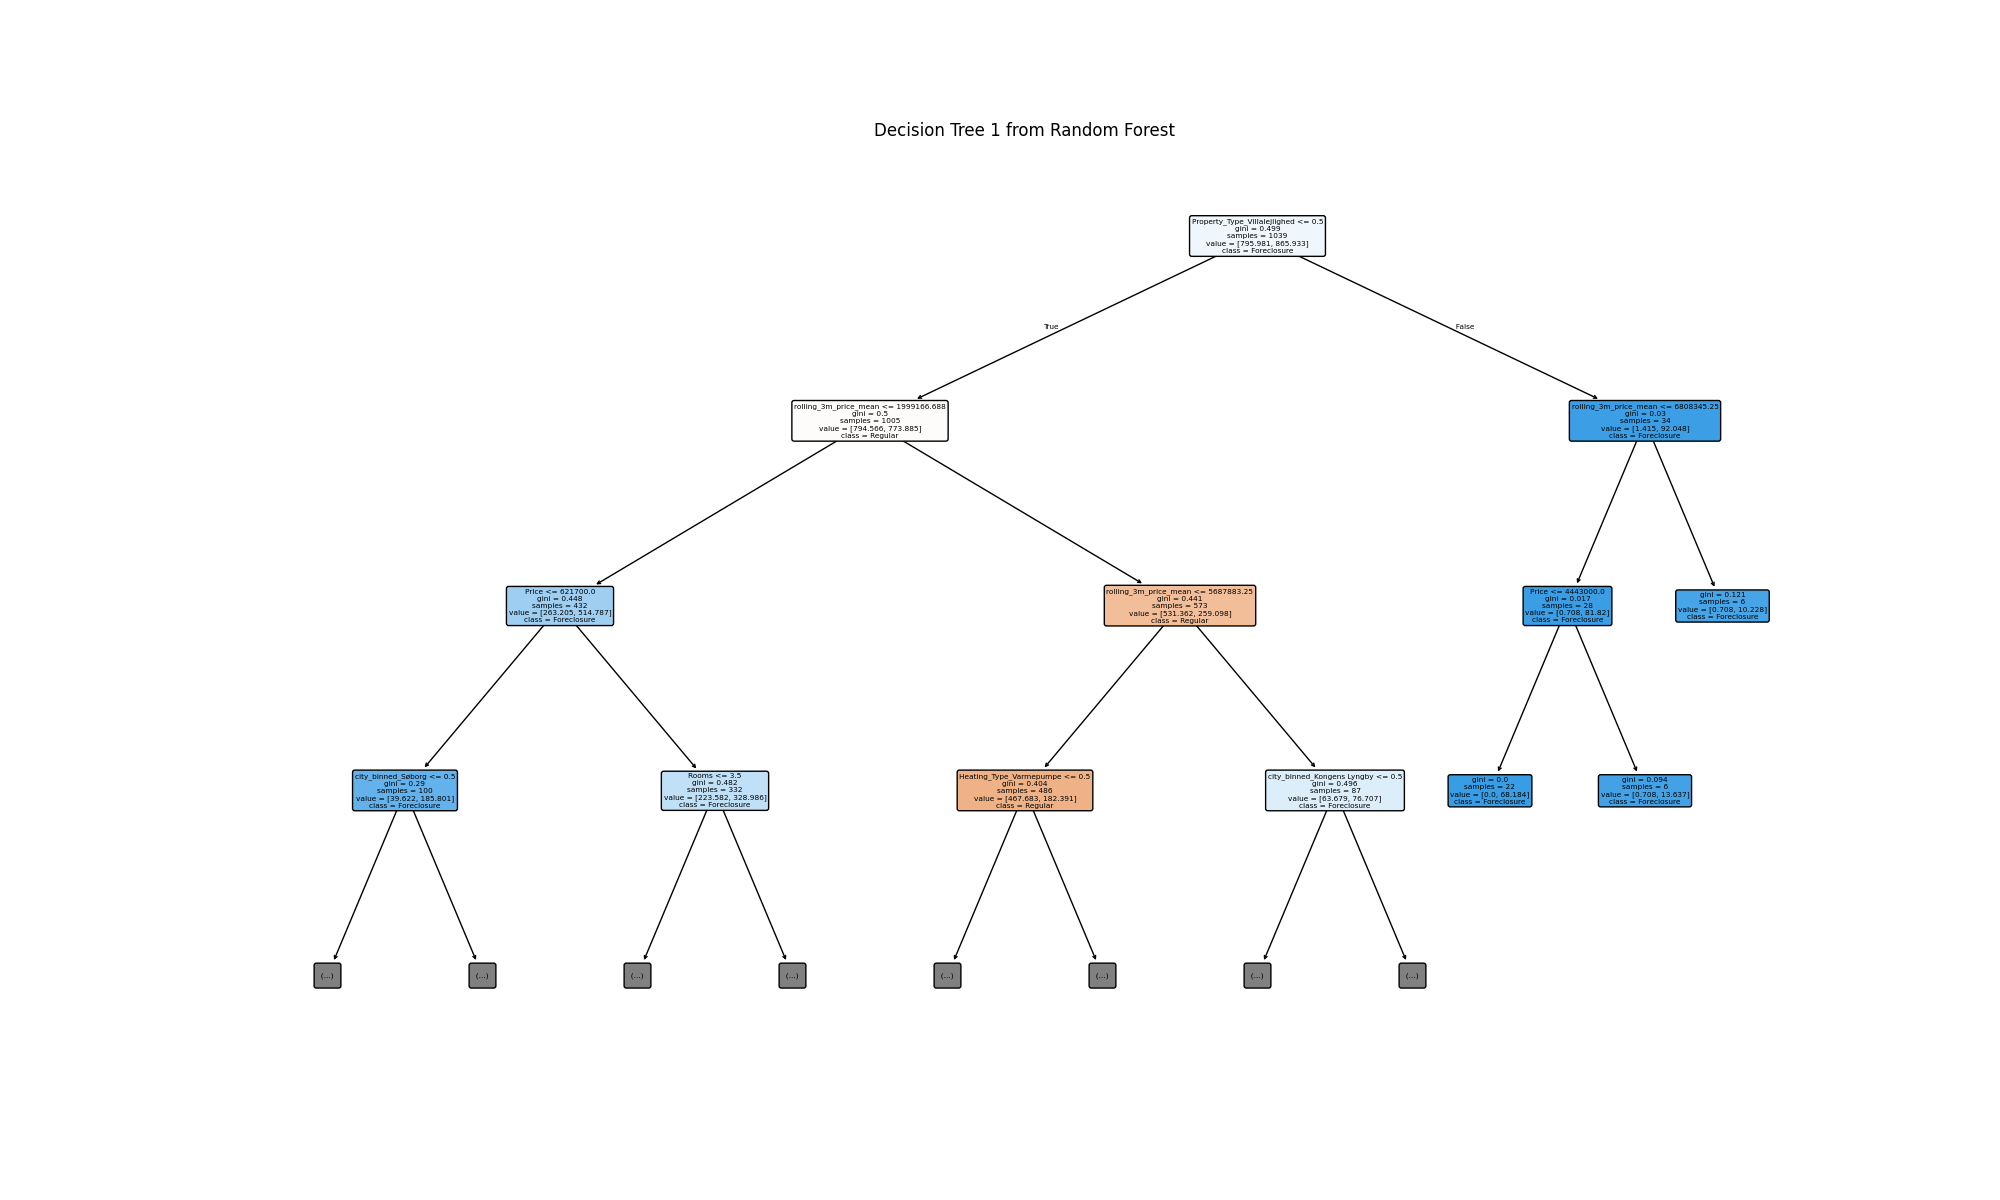 Decision Tree 1 from Random Forest
Property_Type_Villalejlighed <= 0.5
gini = 0.499
samples = 1039
value = [795.981, 865.933]
class = Foreclosure
True
False
rolling_3m_price_mean <= 1999166.688
gini = 0.5
samples = 1005
value = [794.566, 773.885]
class = Regular
rolling_3m_price_mean <= 6808345.25
gini = 0.03
samples = 34
value = [1.415, 92.048]
class = Foreclosure
Price <= 621700.0
gini = 0.448
samples = 432
value = [263.205, 514.787]
class = Foreclosure
rolling_3m_price_mean <= 5687883.25
gini = 0.441
samples = 573
value = [531.362, 259.098]
class = Regular
Price <= 4443000.0
gini = 0.017
samples = 28
value = [0.708, 81.82]
class = Foreclosure
gini = 0.121
samples = 6
value = [0.708, 10.228]
class = Foreclosure
city_binned_Søborg <= 0.5
gini = 0.29
samples = 100
value = [39.622, 185.801]
class = Foreclosure
Rooms <= 3.5
gini = 0.482
samples = 332
value = [223.582, 328.986]
class = Foreclosure
Heating_Type_Varmepumpe <= 0.5
gini = 0.404
samples = 486
value = [467.683, 182.391]
class = Regular
city_binned_Kongens Lyngby <= 0.5
gini = 0.496
samples = 87
value = [63.679, 76.707]
class = Foreclosure
gini = 0.0
samples = 22
value = [0.0, 68.184]
class = Foreclosure
gini = 0.094
samples = 6
value = [0.708, 13.637]
class = Foreclosure
(...)
(...)
(...)
(...)
(...)
(...)
(...)
(...)